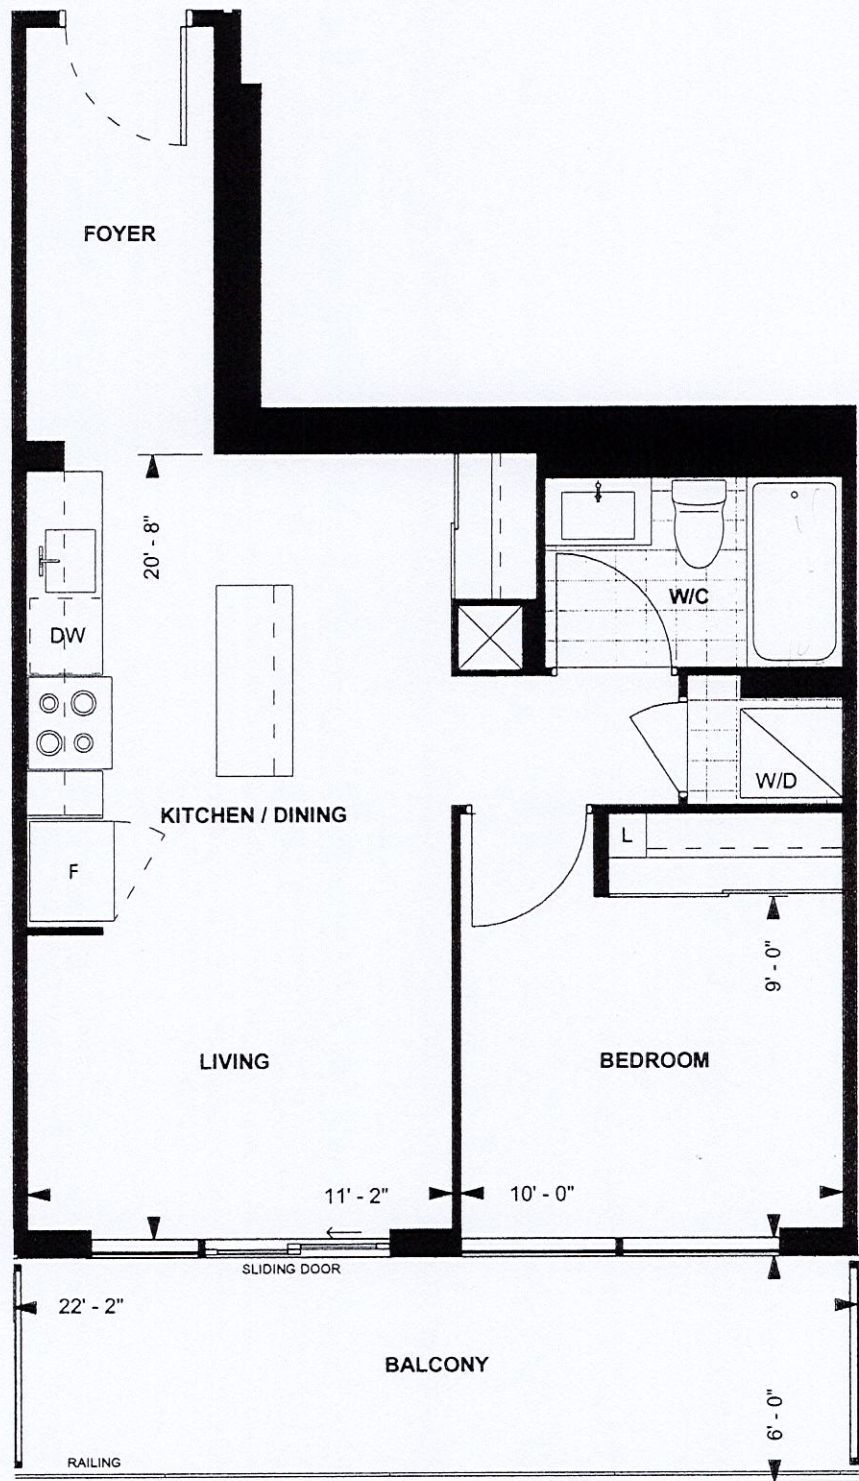 FOYER
20' - 8"
DW
W/C
W/D
KITCHEN / DINING
L
F
9' - 0"
LIVING
BEDROOM
11' - 2"
10' - 0"
SLIDING DOOR
22' - 2"
BALCONY
6' - 0"
RAILING